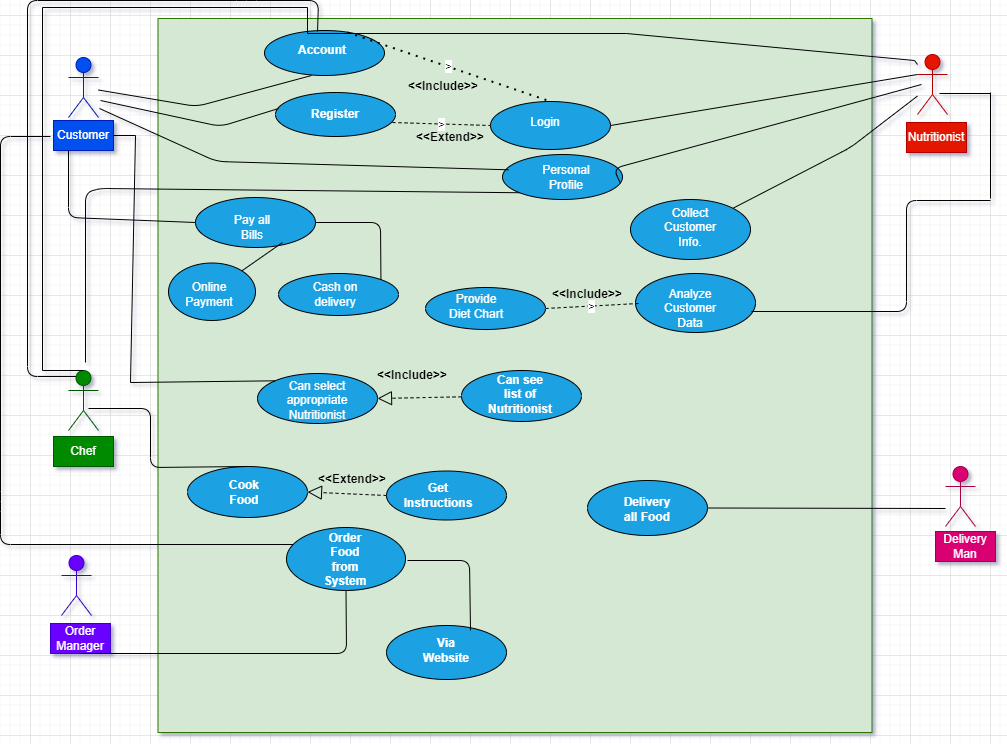 Account
>
<<Include>>
Customer
Register
>
<<Extend>>
Login
Nutritionist
Personal
Profile
Pay all
Bills
Collect
Customer
Info.
Online
Payment
Cash on
delivery
Provide
Diet Chart
<<Include>>
>
Analyze
Customer
Data
Can select
appropriate
Nutritionist
<<Include>>
Can see
list of
Nutritionist
Chef
Cook
Food
<<Extend>>
Get
Instructions
Delivery
all Food
Delivery
Man
Order
Food
from
System
Order
Manager
Via
Website